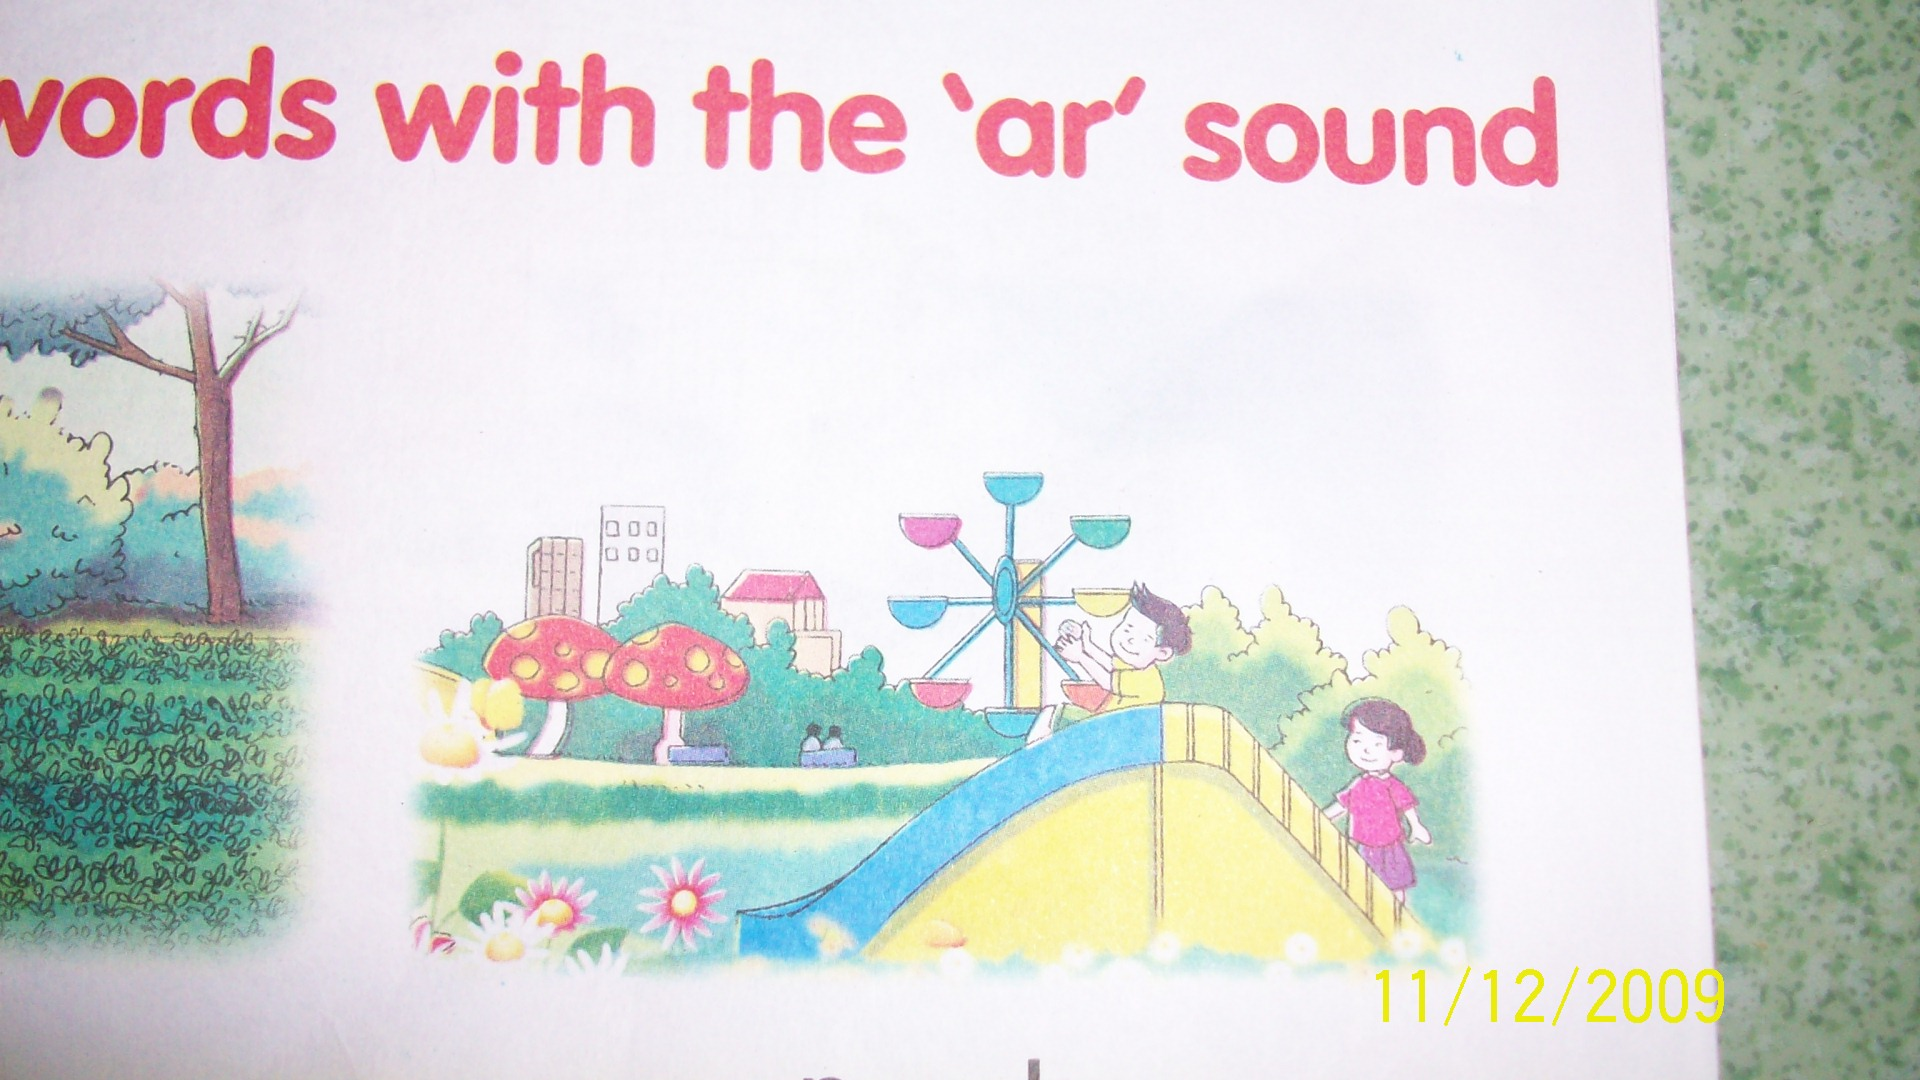 words with the ‘ar’ sound
11/12/2009